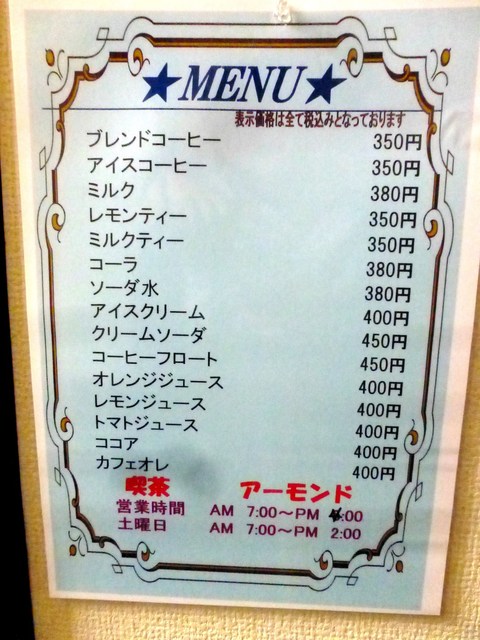 ★MENU★
表示価格は全て税込みとなっております
ブレンドコーヒー 350円
アイスコーヒー 350円
ミルク 380円
レモンティー 350円
ミルクティー 350円
コーラ 380円
ソーダ水 380円
アイスクリーム 400円
クリームソーダ 450円
コーヒーフロート 450円
オレンジジュース 400円
レモンジュース 400円
トマトジュース 400円
ココア 400円
カフェオレ 400円
喫茶 アーモンド
営業時間 AM 7:00～PM :00
土曜日 AM 7:00～PM 2:00